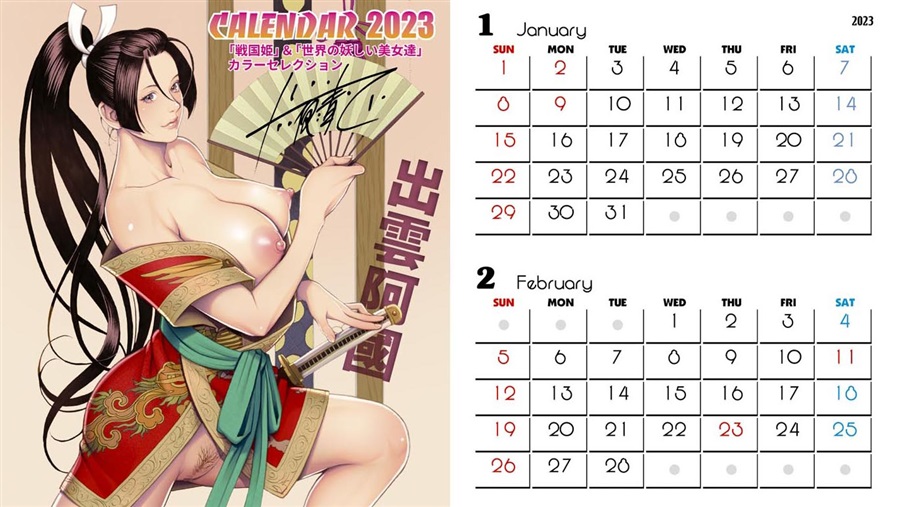 CALENDAR 2023
「戦国姫」&「世界の妖しい美女達」
カラーセレクション
出雲阿國
1 January 2023
SUN MON TUE WED THU FRI SAT
1 2 3 4 5 6 7
8 9 10 11 12 13 14
15 16 17 18 19 20 21
22 23 24 25 26 27 28
29 30 31
2 February
SUN MON TUE WED THU FRI SAT
1 2 3 4
5 6 7 8 9 10 11
12 13 14 15 16 17 18
19 20 21 22 23 24 25
26 27 28